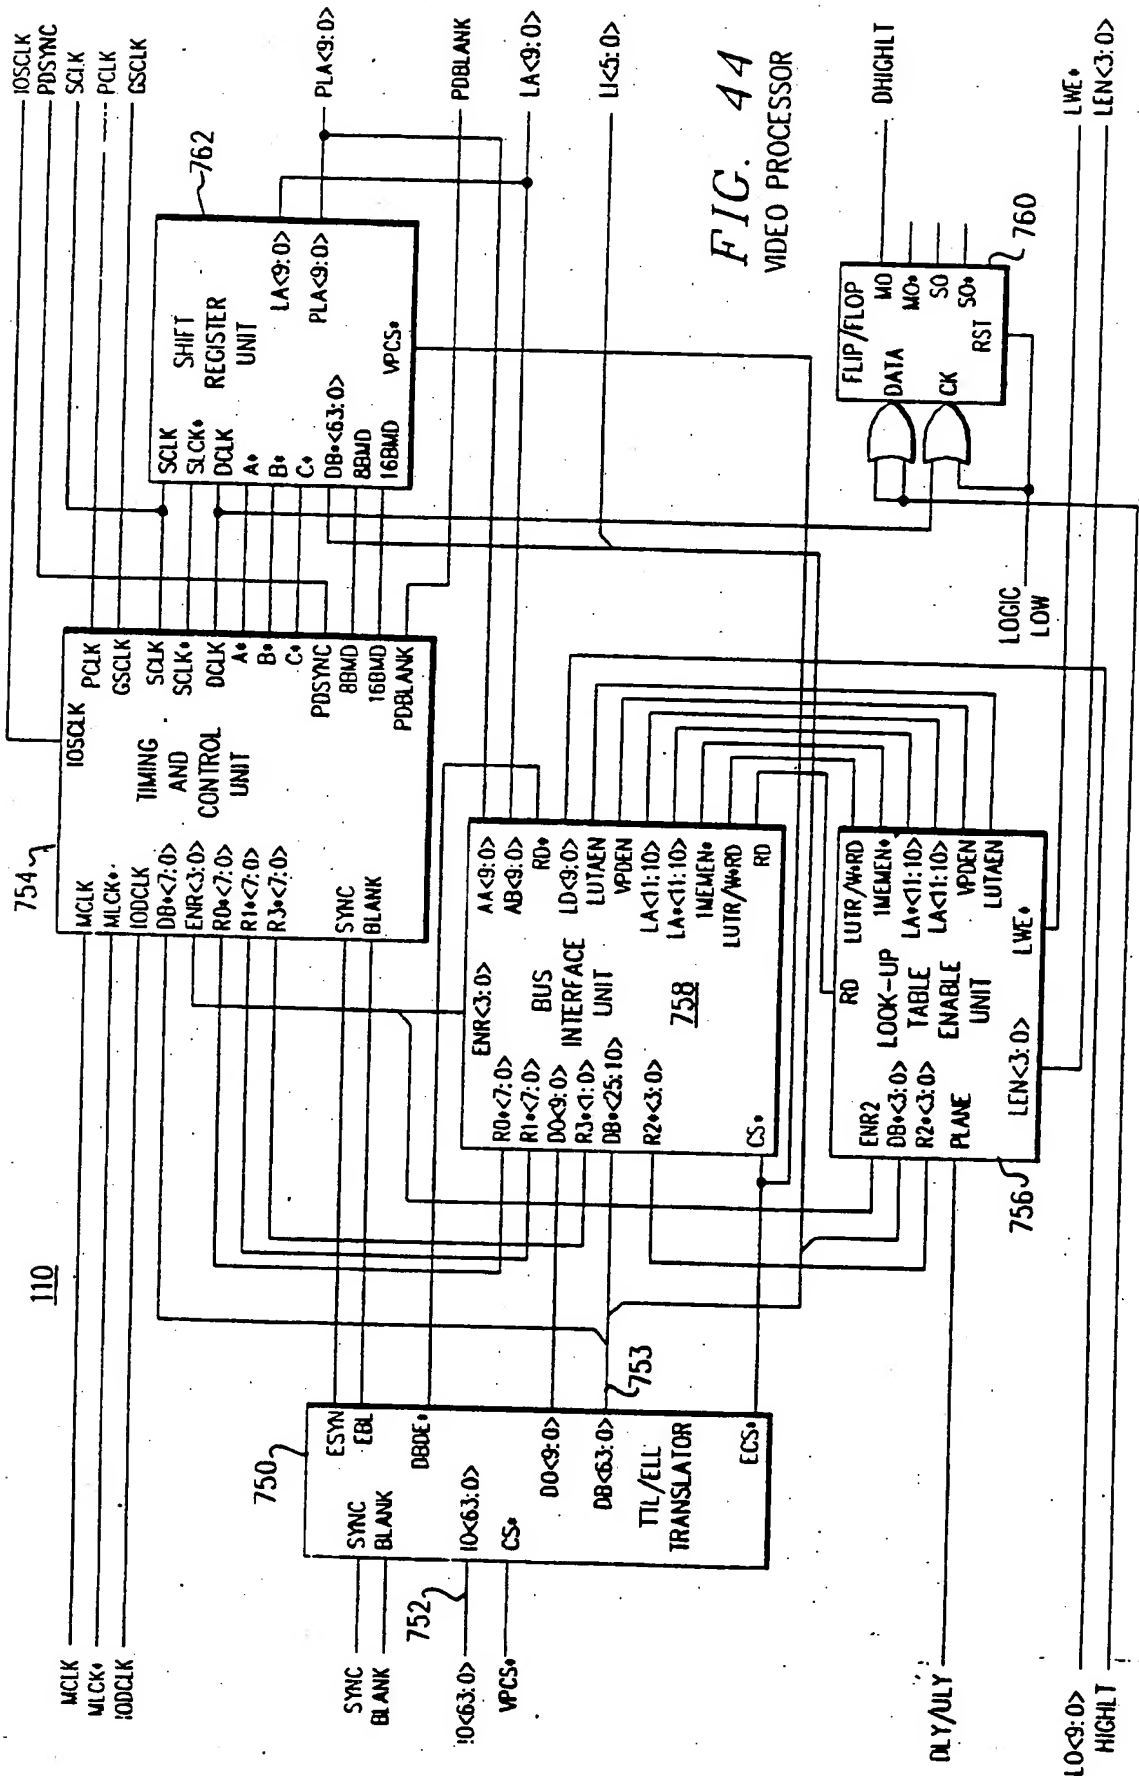 110
FIG. 44
VIDEO PROCESSOR
MCLK
MLCK*
IODCLK
SYNC
BLANK
752
IO<63:0>
VPCS*
DLY/ULY
LO<9:0>
HIGHLT
750
SYNC
BLANK
IO<63:0>
CS*
ESYN
EBL
DBDE*
DO<9:0>
DB<63:0>
TTL/ELL
TRANSLATOR
ECS*
753
754
MCLK
MLCK*
IODCLK
DB*<7:0>
ENR<3:0>
RO*<7:0>
R1*<7:0>
R3*<7:0>
SYNC
BLANK
IOSCLK
TIMING
AND
CONTROL
UNIT
PCLK
GSCLK
SCLK
SCLK*
DCLK
A*
B*
C*
PDSYNC
8BMD
16BMD
PDBLANK
762
SCLK
SLCK*
DCLK
A*
B*
C*
DB*<63:0>
8BMD
16BMD
SHIFT
REGISTER
UNIT
LA<9:0>
PLA<9:0>
VPCS*
ENR<3:0>
RO*<7:0>
R1*<7:0>
DO<9:0>
R3*<1:0>
DB*<25:10>
R2*<3:0>
CS*
BUS
INTERFACE
UNIT
758
AA<9:0>
AB<9:0>
RD*
LD<9:0>
LUTAEN
VPDEN
LA<11:10>
LA*<11:10>
1MEMEN*
LUTR/W*RD
RD
756
RD
ENR2
DB*<3:0>
R2*<3:0>
PLANE
LOOK-UP
TABLE
ENABLE
UNIT
LUTR/W*RD
1MEMEN*
LA*<11:10>
LA<11:10>
VPDEN
LUTAEN
LEN<3:0>
LWE*
FLIP/FLOP
DATA
CK
MO
MO*
SO
SO*
RST
760
LOGIC
LOW
IOSCLK
PDSYNC
SCLK
PCLK
GSCLK
PLA<9:0>
PDBLANK
LA<9:0>
LI<5:0>
DHIGHLT
LWE*
LEN<3:0>